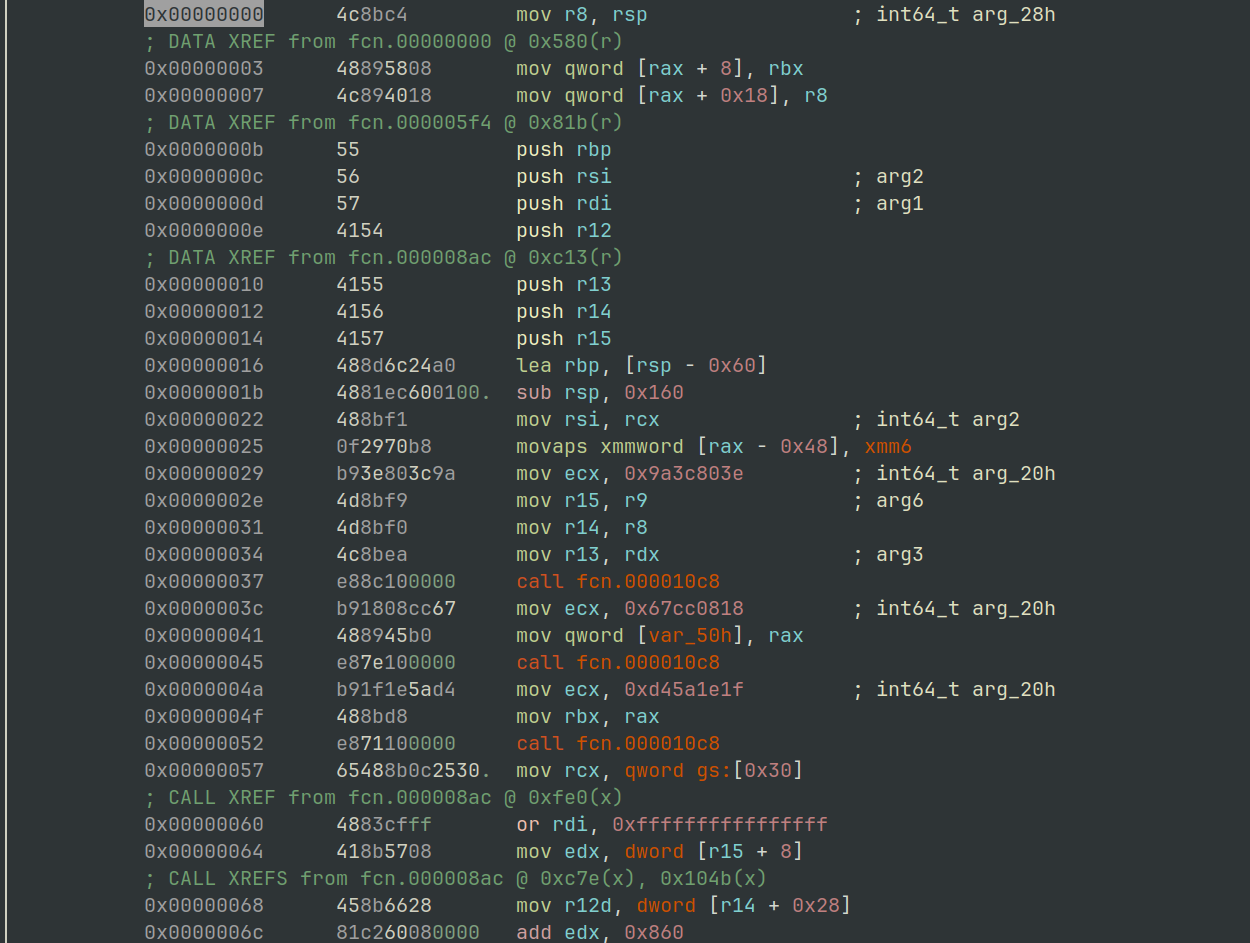 0x00000000 4c8bc4 mov r8, rsp ; int64_t arg_28h
; DATA XREF from fcn.00000000 @ 0x580(r)
0x00000003 48895808 mov qword [rax + 8], rbx
0x00000007 4c894018 mov qword [rax + 0x18], r8
; DATA XREF from fcn.000005f4 @ 0x81b(r)
0x0000000b 55 push rbp
0x0000000c 56 push rsi ; arg2
0x0000000d 57 push rdi ; arg1
0x0000000e 4154 push r12
; DATA XREF from fcn.000008ac @ 0xc13(r)
0x00000010 4155 push r13
0x00000012 4156 push r14
0x00000014 4157 push r15
0x00000016 488d6c24a0 lea rbp, [rsp - 0x60]
0x0000001b 4881ec600100. sub rsp, 0x160
0x00000022 488bf1 mov rsi, rcx ; int64_t arg2
0x00000025 0f2970b8 movaps xmmword [rax - 0x48], xmm6
0x00000029 b93e803c9a mov ecx, 0x9a3c803e ; int64_t arg_20h
0x0000002e 4d8bf9 mov r15, r9 ; arg6
0x00000031 4d8bf0 mov r14, r8
0x00000034 4c8bea mov r13, rdx ; arg3
0x00000037 e88c100000 call fcn.000010c8
0x0000003c b91808cc67 mov ecx, 0x67cc0818 ; int64_t arg_20h
0x00000041 488945b0 mov qword [var_50h], rax
0x00000045 e87e100000 call fcn.000010c8
0x0000004a b91f1e5ad4 mov ecx, 0xd45a1e1f ; int64_t arg_20h
0x0000004f 488bd8 mov rbx, rax
0x00000052 e871100000 call fcn.000010c8
0x00000057 65488b0c2530. mov rcx, qword gs:[0x30]
; CALL XREF from fcn.000008ac @ 0xfe0(x)
0x00000060 4883cfff or rdi, 0xffffffffffffffff
0x00000064 418b5708 mov edx, dword [r15 + 8]
; CALL XREFS from fcn.000008ac @ 0xc7e(x), 0x104b(x)
0x00000068 458b6628 mov r12d, dword [r14 + 0x28]
0x0000006c 81c260080000 add edx, 0x860